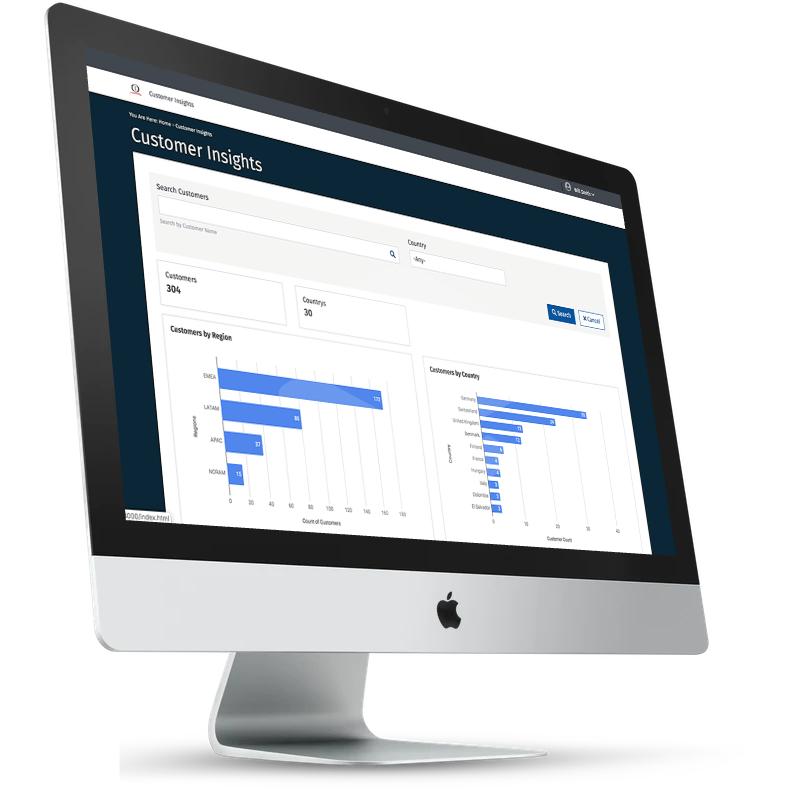 Customer Insights
Bill Smith
You Are Here: Home › Customer Insights
Customer Insights
Search Customers
Search by Customer Name
Country
-Any-
Search
Cancel
Customers
304
Countrys
30
Customers by Region
EMEA
LATAM
APAC
NORAM
Regions
37
15
0 20 40 60 80 100 120 140 160 180
Count of Customers
Customers by Country
Germany
Switzerland
United Kingdom
Denmark
Finland
France
Hungary
Italy
Colombia
El Salvador
Country
0 10 20 30 40
Customer Count
000/index.html